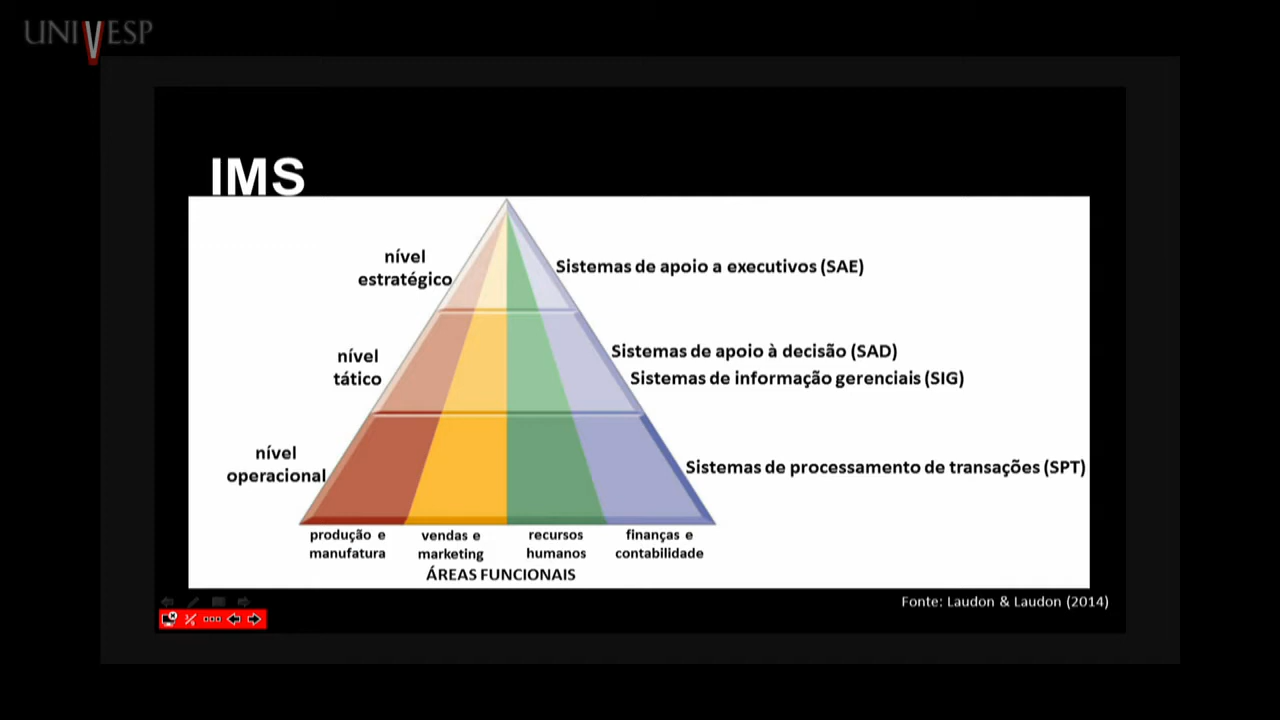 UNIVESP
IMS
nível
estratégico
Sistemas de apoio a executivos (SAE)
nível
tático
Sistemas de apoio à decisão (SAD)
Sistemas de informação gerenciais (SIG)
nível
operacional
Sistemas de processamento de transações (SPT)
produção e
manufatura
vendas e
marketing
recursos
humanos
finanças e
contabilidade
ÁREAS FUNCIONAIS
Fonte: Laudon & Laudon (2014)